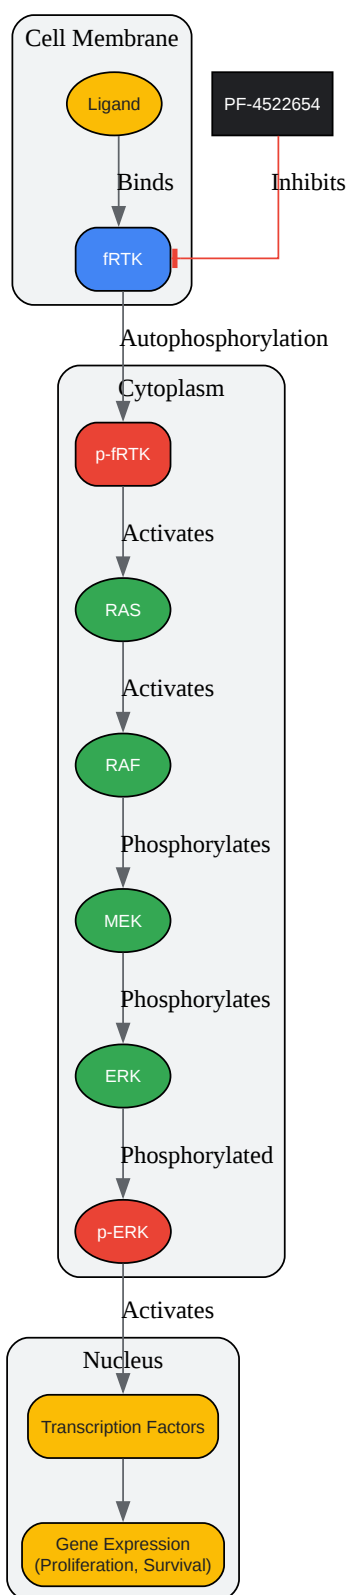 Cell Membrane
Ligand
PF-4522654
Binds
Inhibits
fRTK
Autophosphorylation
Cytoplasm
p-fRTK
Activates
RAS
Activates
RAF
Phosphorylates
MEK
Phosphorylates
ERK
Phosphorylated
p-ERK
Activates
Nucleus
Transcription Factors
Gene Expression
(Proliferation, Survival)